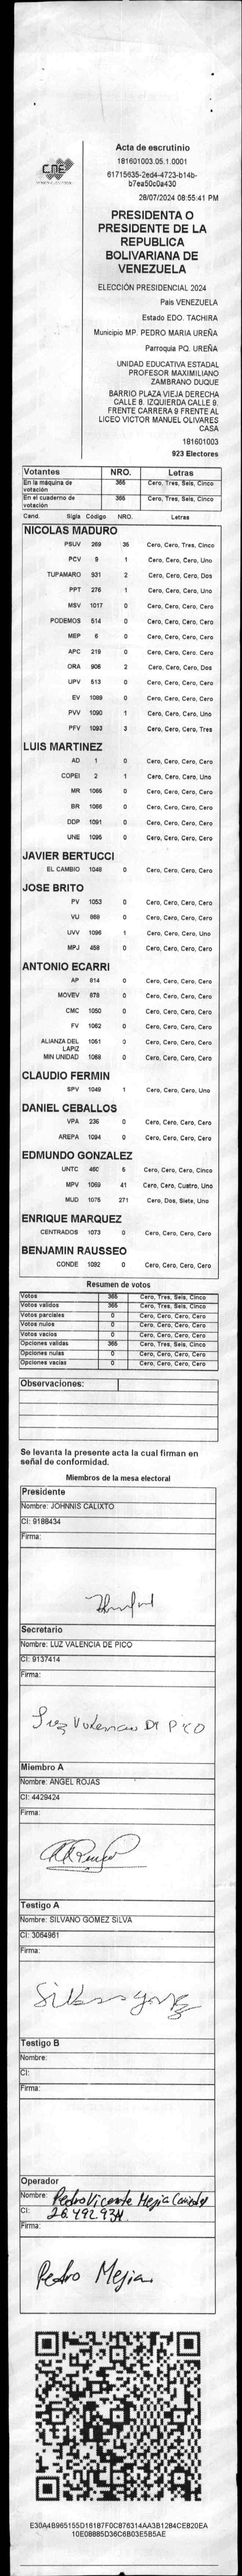 CNE
Acta de escrutinio
181601003.05.1.0001
61715635-2ed4-4723-b14b-
b7ea50c0a430
28/07/2024 08:55:41 PM
PRESIDENTA O
PRESIDENTE DE LA
REPUBLICA
BOLIVARIANA DE
VENEZUELA
ELECCIÓN PRESIDENCIAL 2024
País VENEZUELA
Estado EDO. TACHIRA
Municipio MP. PEDRO MARIA UREÑA
Parroquia PQ. UREÑA
UNIDAD EDUCATIVA ESTADAL
PROFESOR MAXIMILIANO
ZAMBRANO DUQUE
BARRIO PLAZA VIEJA DERECHA
CALLE 8. IZQUIERDA CALLE 9.
FRENTE CARRERA 9 FRENTE AL
LICEO VICTOR MANUEL OLIVARES
CASA
181601003
923 Electores
Votantes NRO. Letras
En la máquina de votación 365 Cero, Tres, Seis, Cinco
En el cuaderno de votación 365 Cero, Tres, Seis, Cinco
Cand. Sigla Código NRO. Letras
NICOLAS MADURO
PSUV 269 35 Cero, Cero, Tres, Cinco
PCV 9 1 Cero, Cero, Cero, Uno
TUPAMARO 931 2 Cero, Cero, Cero, Dos
PPT 276 1 Cero, Cero, Cero, Uno
MSV 1017 0 Cero, Cero, Cero, Cero
PODEMOS 514 0 Cero, Cero, Cero, Cero
MEP 6 0 Cero, Cero, Cero, Cero
APC 219 0 Cero, Cero, Cero, Cero
ORA 906 2 Cero, Cero, Cero, Dos
UPV 513 0 Cero, Cero, Cero, Cero
EV 1089 0 Cero, Cero, Cero, Cero
PVV 1090 1 Cero, Cero, Cero, Uno
PFV 1093 3 Cero, Cero, Cero, Tres
LUIS MARTINEZ
AD 1 0 Cero, Cero, Cero, Cero
COPEI 2 1 Cero, Cero, Cero, Uno
MR 1065 0 Cero, Cero, Cero, Cero
BR 1066 0 Cero, Cero, Cero, Cero
DDP 1091 0 Cero, Cero, Cero, Cero
UNE 1095 0 Cero, Cero, Cero, Cero
JAVIER BERTUCCI
EL CAMBIO 1048 0 Cero, Cero, Cero, Cero
JOSE BRITO
PV 1053 0 Cero, Cero, Cero, Cero
VU 868 0 Cero, Cero, Cero, Cero
UVV 1096 1 Cero, Cero, Cero, Uno
MPJ 458 0 Cero, Cero, Cero, Cero
ANTONIO ECARRI
AP 814 0 Cero, Cero, Cero, Cero
MOVEV 878 0 Cero, Cero, Cero, Cero
CMC 1050 0 Cero, Cero, Cero, Cero
FV 1062 0 Cero, Cero, Cero, Cero
ALIANZA DEL LAPIZ 1061 0 Cero, Cero, Cero, Cero
MIN UNIDAD 1068 0 Cero, Cero, Cero, Cero
CLAUDIO FERMIN
SPV 1049 1 Cero, Cero, Cero, Uno
DANIEL CEBALLOS
VPA 236 0 Cero, Cero, Cero, Cero
AREPA 1094 0 Cero, Cero, Cero, Cero
EDMUNDO GONZALEZ
UNTC 460 5 Cero, Cero, Cero, Cinco
MPV 1069 41 Cero, Cero, Cuatro, Uno
MUD 1075 271 Cero, Dos, Siete, Uno
ENRIQUE MARQUEZ
CENTRADOS 1073 0 Cero, Cero, Cero, Cero
BENJAMIN RAUSSEO
CONDE 1092 0 Cero, Cero, Cero, Cero
Resumen de votos
Votos 365 Cero, Tres, Seis, Cinco
Votos válidos 365 Cero, Tres, Seis, Cinco
Votos parciales 0 Cero, Cero, Cero, Cero
Votos nulos 0 Cero, Cero, Cero, Cero
Votos vacios 0 Cero, Cero, Cero, Cero
Opciones validas 365 Cero, Tres, Seis, Cinco
Opciones nulas 0 Cero, Cero, Cero, Cero
Opciones vacias 0 Cero, Cero, Cero, Cero
Observaciones:
Se levanta la presente acta la cual firman en
señal de conformidad.
Miembros de la mesa electoral
Presidente
Nombre: JOHNNIS CALIXTO
CI: 9188434
Firma:
Secretario
Nombre: LUZ VALENCIA DE PICO
CI: 9137414
Firma:
Luz Valencia DE PICO
Miembro A
Nombre: ANGEL ROJAS
CI: 4429424
Firma:
Testigo A
Nombre: SILVANO GOMEZ SILVA
CI: 3064961
Firma:
Testigo B
Nombre:
CI:
Firma:
Operador
Nombre: Pedro Vicente Mejia
CI: 26.492.934
Firma:
Pedro Mejia
E30A4B965155D16187F0C876314AA3B1284CE820EA
10E08885D36C6B03E5B5AE